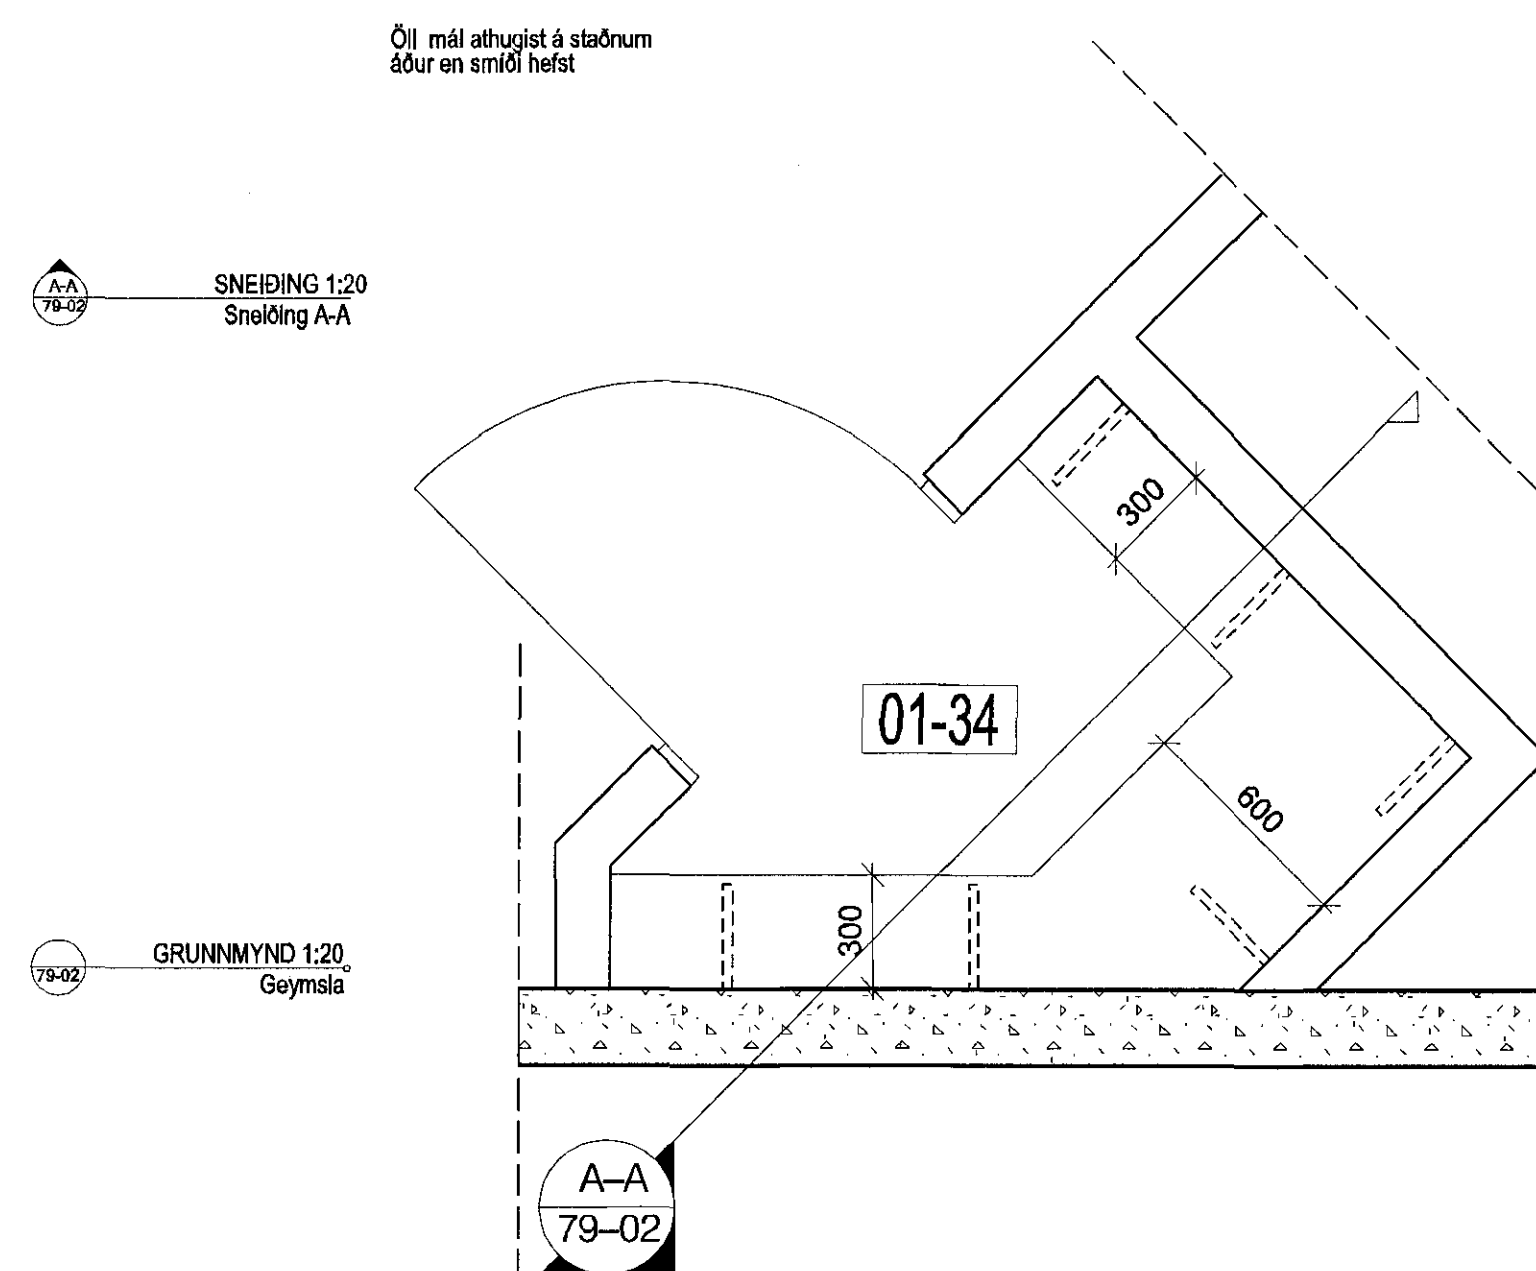 Öll mál athugist á staðnum
áður en smíði hefst
A-A
79-02
SNEIÐING 1:20
Sneiðing A-A
300
01-34
600
300
79-02
GRUNNMYND 1:20
Geymsla
A–A
79–02